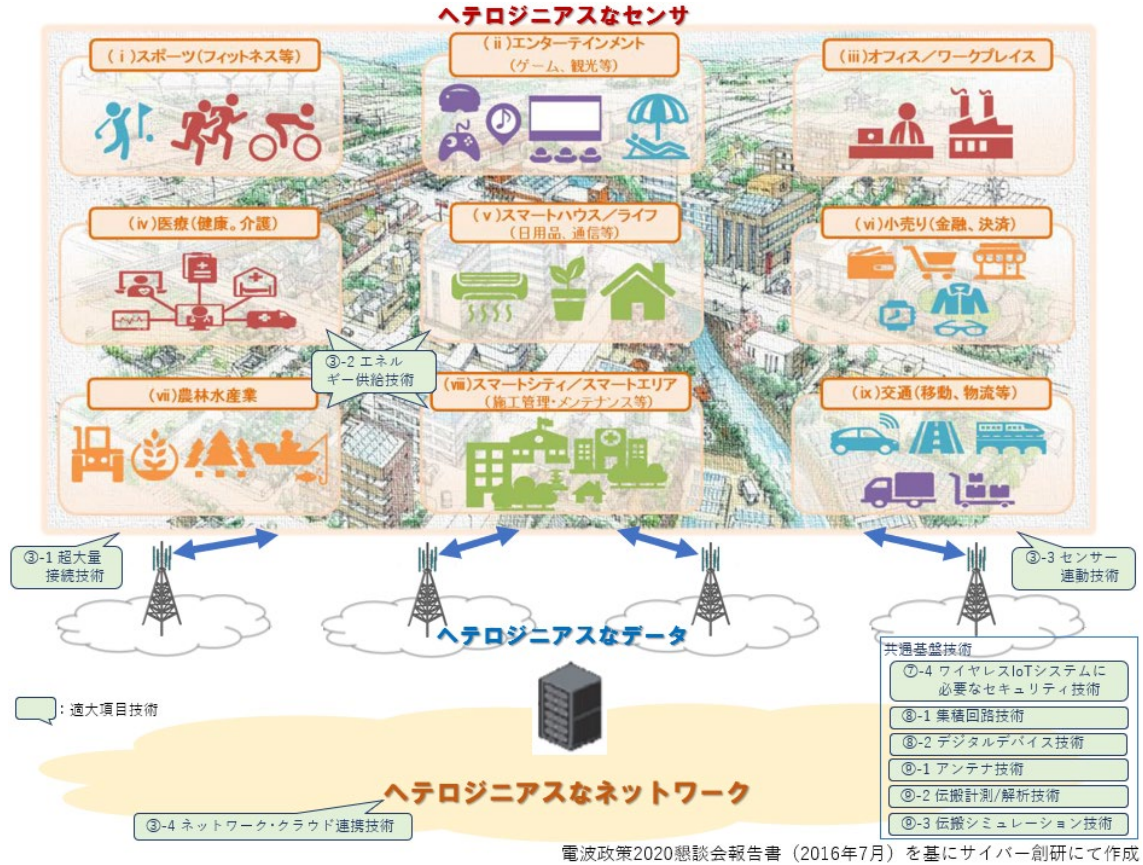 ヘテロジニアスなセンサ
(ⅰ)スポーツ(フィットネス等)
(ⅱ)エンターテインメント
(ゲーム、観光等)
(ⅲ)オフィス／ワークプレイス
(ⅳ)医療(健康。介護)
(ⅴ)スマートハウス／ライフ
(日用品、通信等)
(ⅵ)小売り(金融、決済)
③-2 エネル
ギー供給技術
(ⅶ)農林水産業
(ⅷ)スマートシティ／スマートエリア
(施工管理・メンテナンス等)
(ⅸ)交通(移動、物流等)
③-1 超大量
接続技術
③-3 センサー
連動技術
ヘテロジニアスなデータ
共通基盤技術
⑦-4 ワイヤレスIoTシステムに
必要なセキュリティ技術
⑧-1 集積回路技術
⑧-2 デジタルデバイス技術
⑨-1 アンテナ技術
⑨-2 伝搬計測/解析技術
⑨-3 伝搬シミュレーション技術
：適大項目技術
ヘテロジニアスなネットワーク
③-4 ネットワーク・クラウド連携技術
電波政策2020懇談会報告書（2016年7月）を基にサイバー創研にて作成